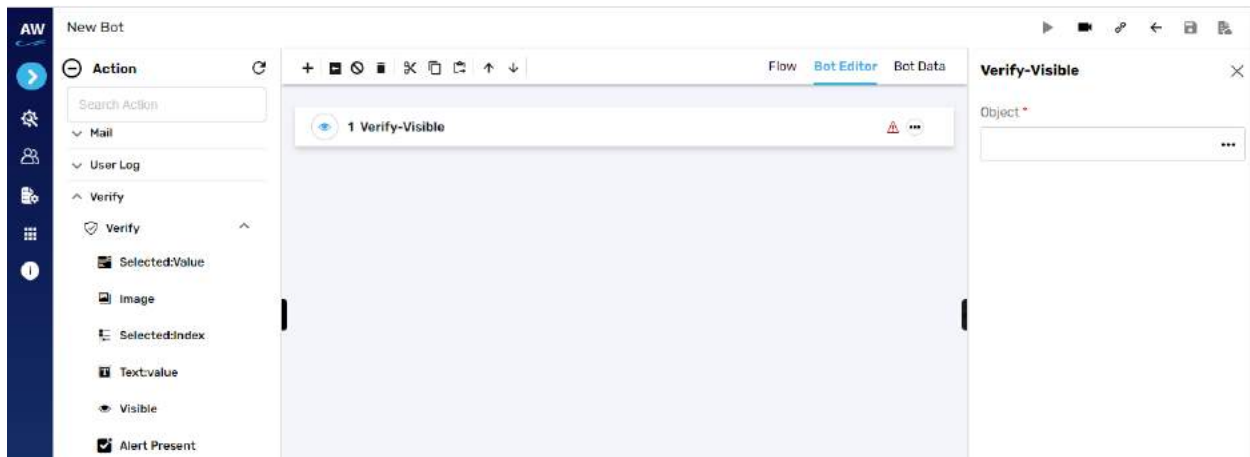 AW
New Bot
Action
Search Action
Mail
User Log
Verify
Verify
Selected:Value
Image
Selected:Index
Text:value
Visible
Alert Present
Flow Bot Editor Bot Data
1 Verify-Visible
Verify-Visible
Object *